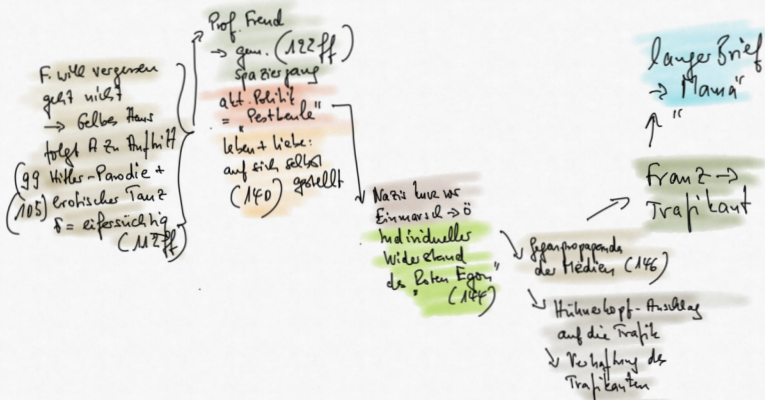 F. will vergessen
geht nicht
→ Gelbes Haus
folgt A zu Auftritt
(99 Hitler-Parodie +
105) erotischer Tanz
F = eifersüchtig
(112ff)
Prof. Freud
→ gem. (122ff)
spaziergang
akt. Politik
= "Pestbeule"
leben + liebe:
auf sich selbst
(140) gestellt
Nazis kurz vor
Einmarsch → Ö
Individueller
Widerstand
des "Roten Egon"
(144)
Gegenpropaganda
der Medien (146)
Hühnerkopf-Anschlag
auf die Trafik
Verhaftung des
Trafikanten
Franz →
Trafikant
langer Brief
→ "Mama"